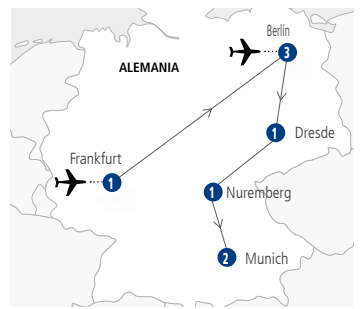 Berlín
3
ALEMANIA
1
Dresde
Frankfurt
1
1
Nuremberg
2
Munich